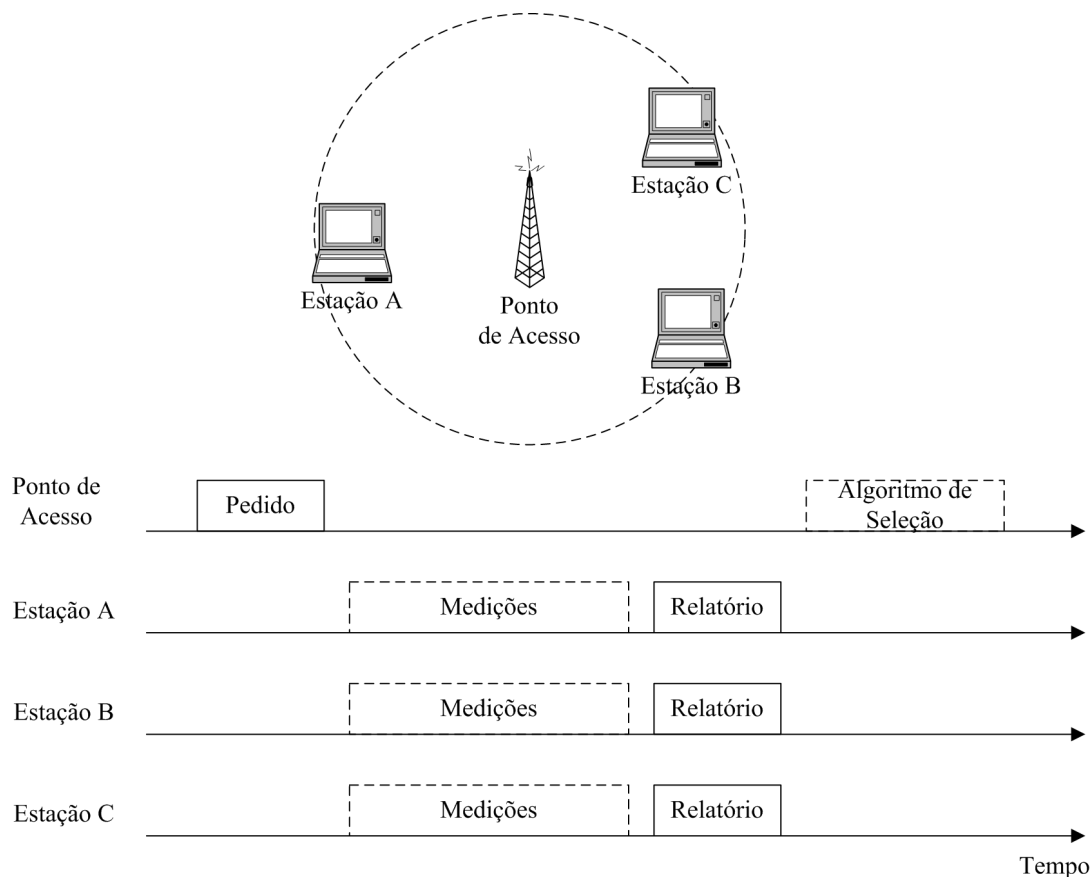 Estação C
Estação A
Ponto
de Acesso
Estação B
Ponto de
Acesso
Pedido
Algoritmo de
Seleção
Estação A
Medições
Relatório
Estação B
Medições
Relatório
Estação C
Medições
Relatório
Tempo